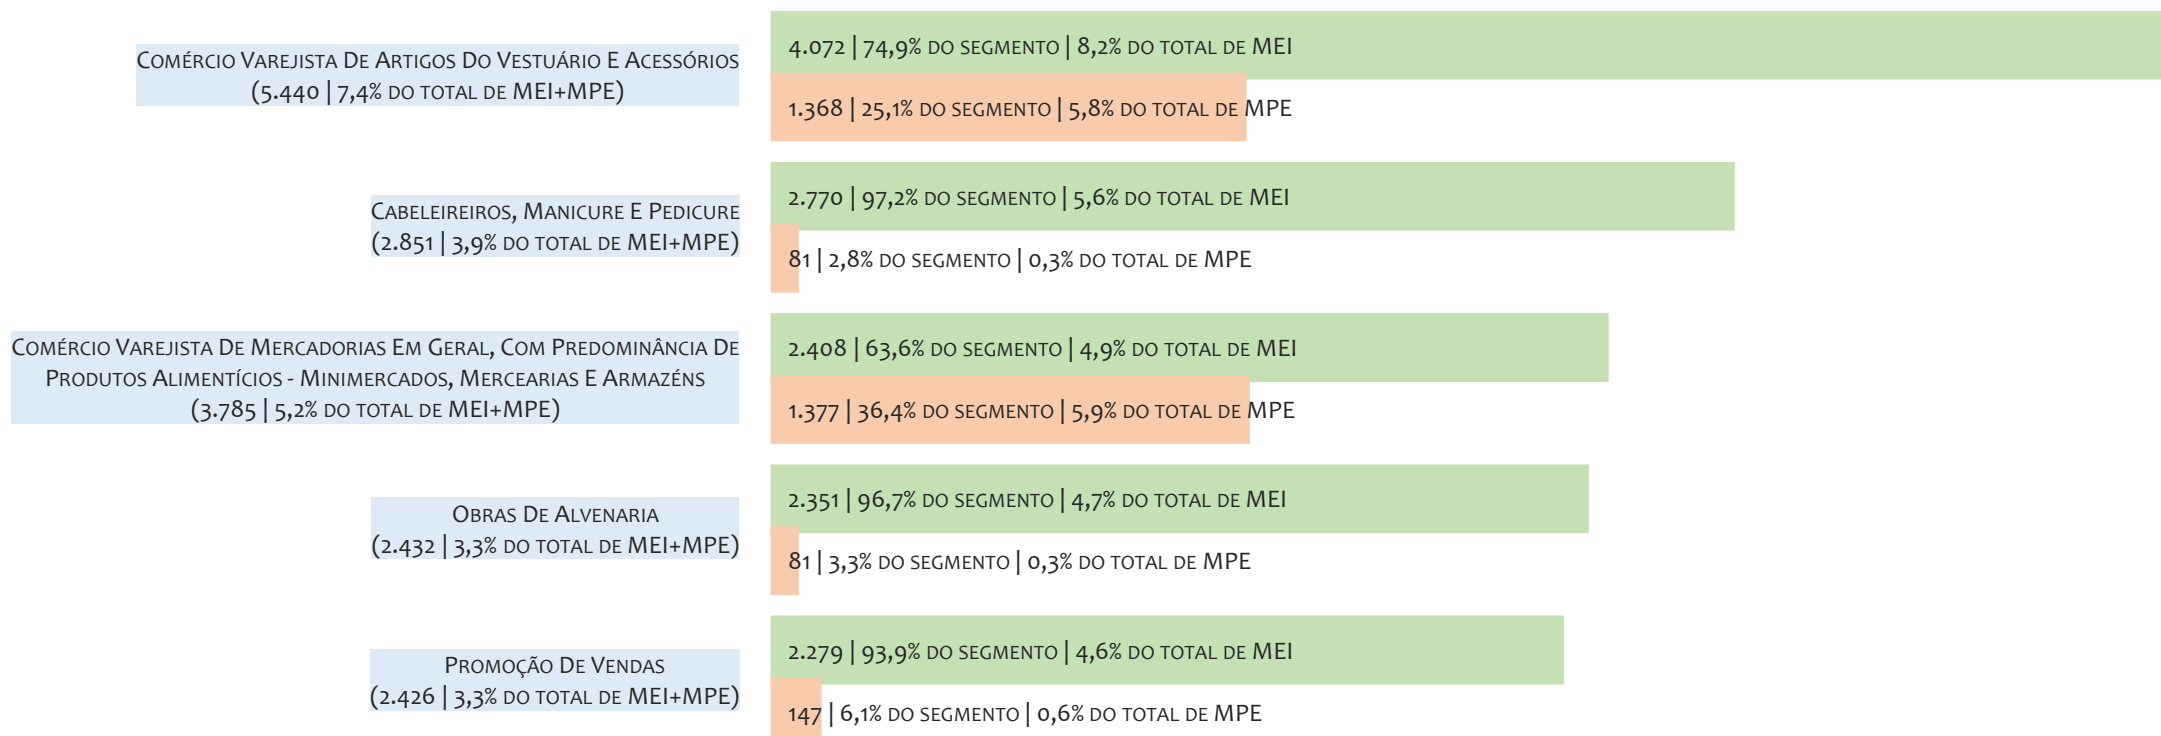 Comércio Varejista De Artigos Do Vestuário E Acessórios
(5.440 | 7,4% do total de MEI+MPE)
4.072 | 74,9% do segmento | 8,2% do total de MEI
1.368 | 25,1% do segmento | 5,8% do total de MPE
Cabeleireiros, Manicure E Pedicure
(2.851 | 3,9% do total de MEI+MPE)
2.770 | 97,2% do segmento | 5,6% do total de MEI
81 | 2,8% do segmento | 0,3% do total de MPE
Comércio Varejista De Mercadorias Em Geral, Com Predominância De
Produtos Alimentícios - Minimercados, Mercearias E Armazéns
(3.785 | 5,2% do total de MEI+MPE)
2.408 | 63,6% do segmento | 4,9% do total de MEI
1.377 | 36,4% do segmento | 5,9% do total de MPE
Obras De Alvenaria
(2.432 | 3,3% do total de MEI+MPE)
2.351 | 96,7% do segmento | 4,7% do total de MEI
81 | 3,3% do segmento | 0,3% do total de MPE
Promoção De Vendas
(2.426 | 3,3% do total de MEI+MPE)
2.279 | 93,9% do segmento | 4,6% do total de MEI
147 | 6,1% do segmento | 0,6% do total de MPE